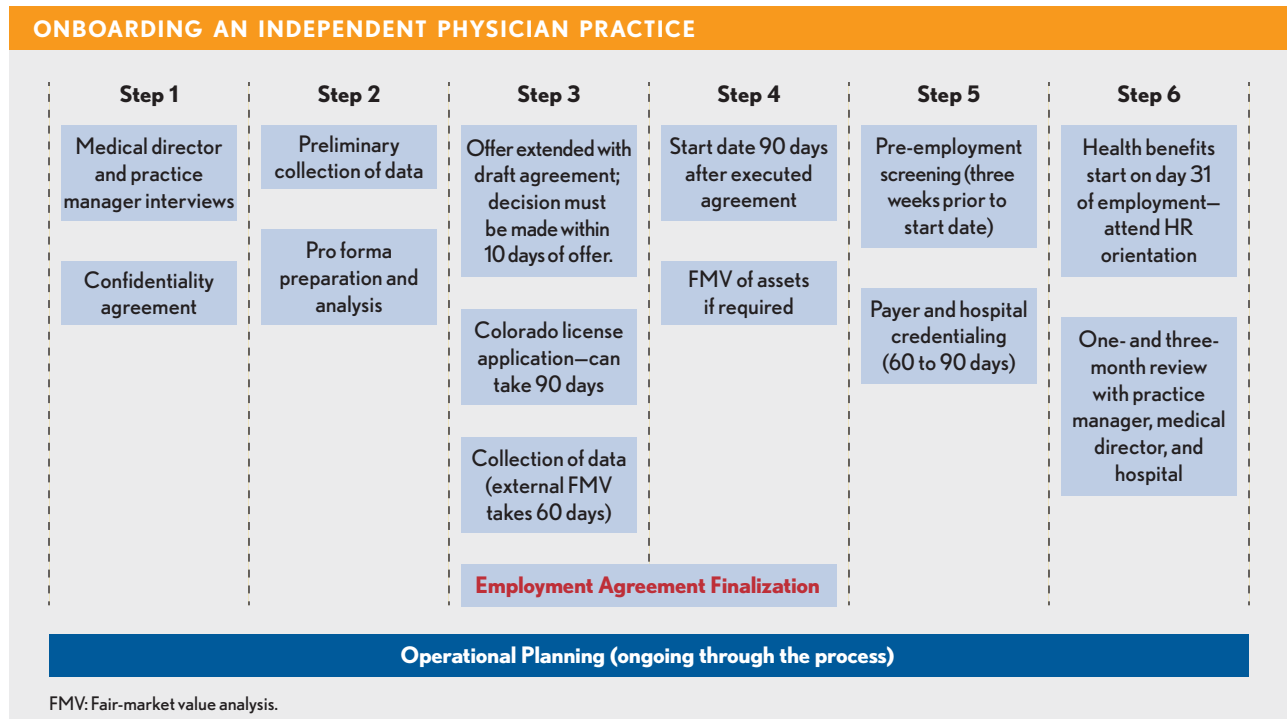 ONBOARDING AN INDEPENDENT PHYSICIAN PRACTICE
Step 1
Medical director
and practice
manager interviews
Confidentiality
agreement
Step 2
Preliminary
collection of data
Pro forma
preparation and
analysis
Step 3
Offer extended with
draft agreement;
decision must
be made within
10 days of offer.
Colorado license
application—can
take 90 days
Collection of data
(external FMV
takes 60 days)
Step 4
Start date 90 days
after executed
agreement
FMV of assets
if required
Employment Agreement Finalization
Step 5
Pre-employment
screening (three
weeks prior to
start date)
Payer and hospital
credentialing
(60 to 90 days)
Step 6
Health benefits
start on day 31
of employment—
attend HR
orientation
One- and three-
month review
with practice
manager, medical
director, and
hospital
Operational Planning (ongoing through the process)
FMV: Fair-market value analysis.